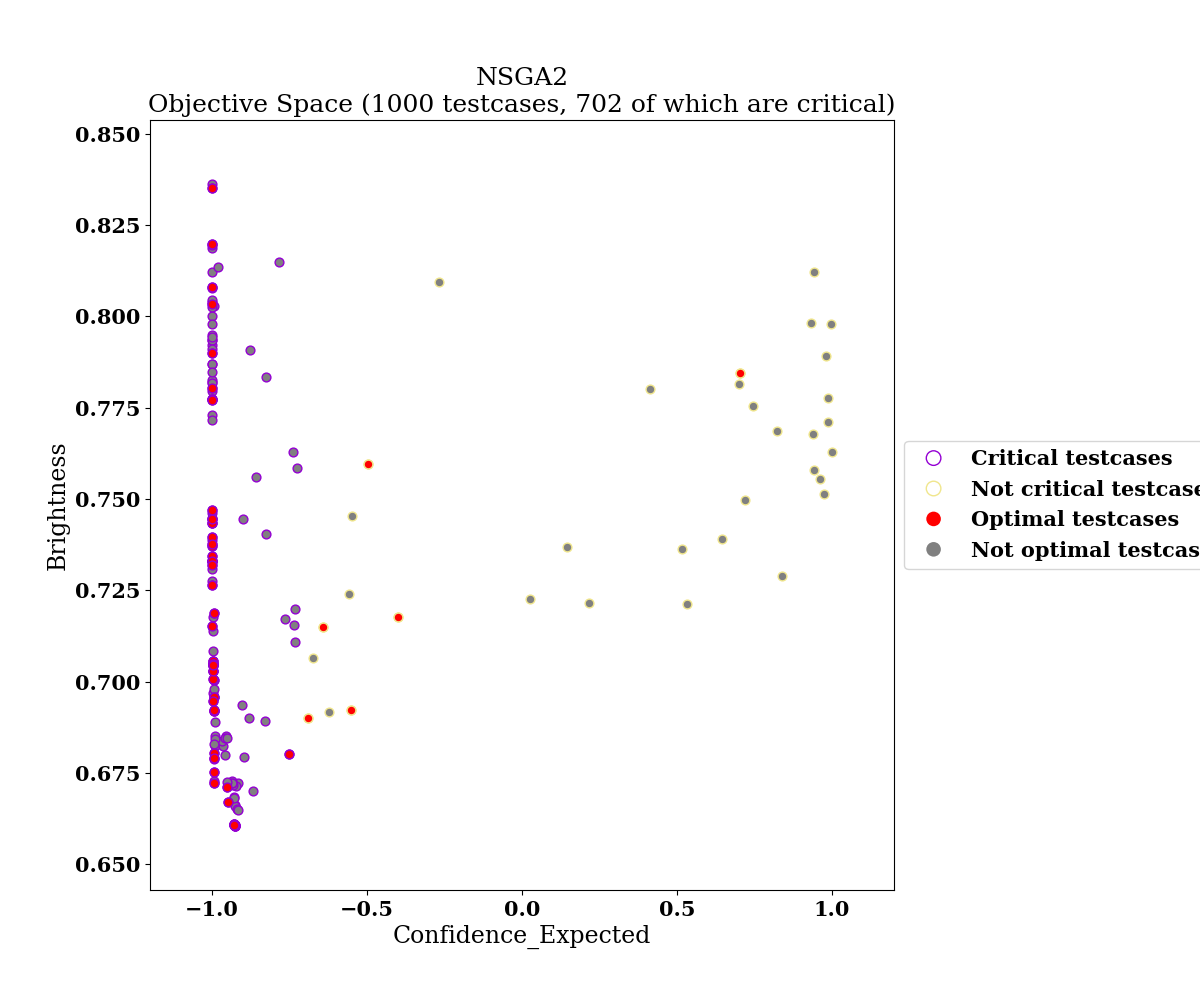 NSGA2
Objective Space (1000 testcases, 702 of which are critical)
0.850
0.825
0.800
0.775
0.750
0.725
0.700
0.675
0.650
Brightness
−1.0
−0.5
0.0
0.5
1.0
Confidence_Expected
Critical testcases
Not critical testcase
Optimal testcases
Not optimal testcas